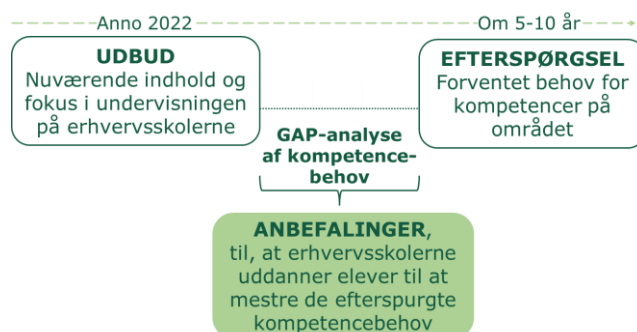 Anno 2022
Om 5-10 år
UDBUD
Nuværende indhold og
fokus i undervisningen
på erhvervsskolerne
EFTERSPØRGSEL
Forventet behov for
kompetencer på
området
GAP-analyse
af kompetence-
behov
ANBEFALINGER,
til, at erhvervsskolerne
uddanner elever til at
mestre de efterspurgte
kompetencebehov